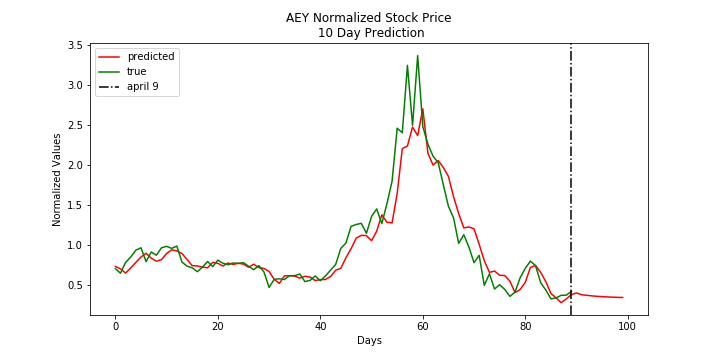 AEY Normalized Stock Price
10 Day Prediction
3.5
3.0
2.5
2.0
1.5
1.0
0.5
Normalized Values
predicted
true
april 9
0
20
40
60
80
100
Days